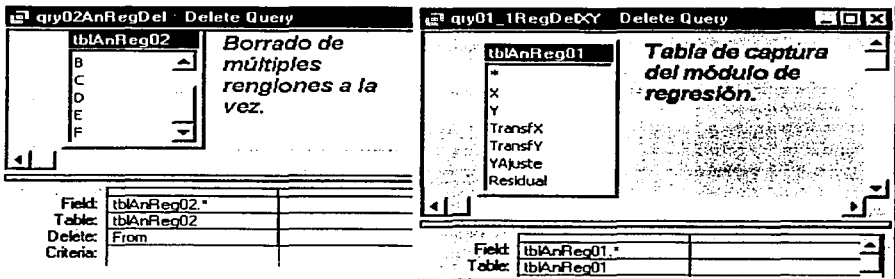 qry02AnRegDel : Delete Query
tblAnReg02
B
C
D
E
F
Borrado de
múltiples
renglones a la
vez.
Field: tblAnReg02.*
Table: tblAnReg02
Delete: From
Criteria:
qry01_1RegDelXY : Delete Query
tblAnReg01
*
X
Y
TransfX
TransfY
YAjuste
Residual
Tabla de captura
del módulo de
regresión.
Field: tblAnReg01.*
Table: tblAnReg01